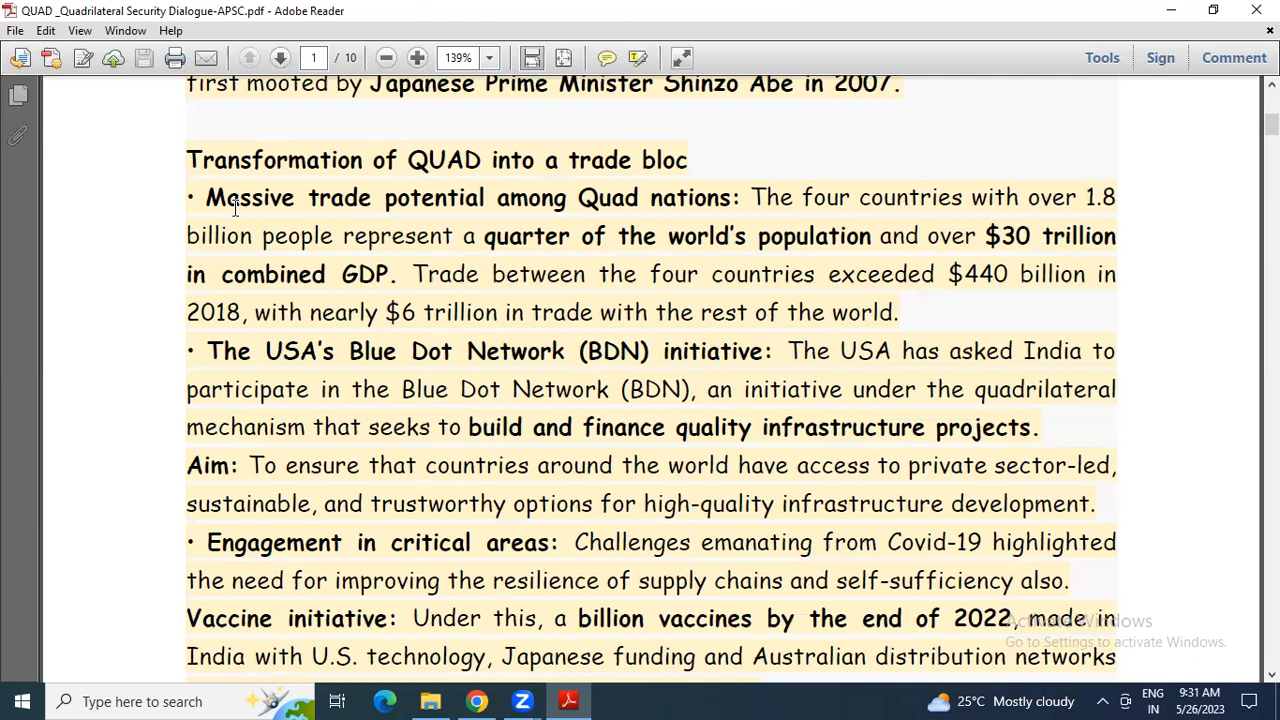 QUAD _Quadrilateral Security Dialogue-APSC.pdf - Adobe Reader
File Edit View Window Help
1 / 10 139% Tools Sign Comment
first mooted by Japanese Prime Minister Shinzo Abe in 2007.
Transformation of QUAD into a trade bloc
• Massive trade potential among Quad nations: The four countries with over 1.8
billion people represent a quarter of the world's population and over $30 trillion
in combined GDP. Trade between the four countries exceeded $440 billion in
2018, with nearly $6 trillion in trade with the rest of the world.
• The USA's Blue Dot Network (BDN) initiative: The USA has asked India to
participate in the Blue Dot Network (BDN), an initiative under the quadrilateral
mechanism that seeks to build and finance quality infrastructure projects.
Aim: To ensure that countries around the world have access to private sector-led,
sustainable, and trustworthy options for high-quality infrastructure development.
• Engagement in critical areas: Challenges emanating from Covid-19 highlighted
the need for improving the resilience of supply chains and self-sufficiency also.
Vaccine initiative: Under this, a billion vaccines by the end of 2022, made in
India with U.S. technology, Japanese funding and Australian distribution networks
Activate Windows
Go to Settings to activate Windows.
Type here to search
25°C Mostly cloudy
ENG
IN
9:31 AM
5/26/2023